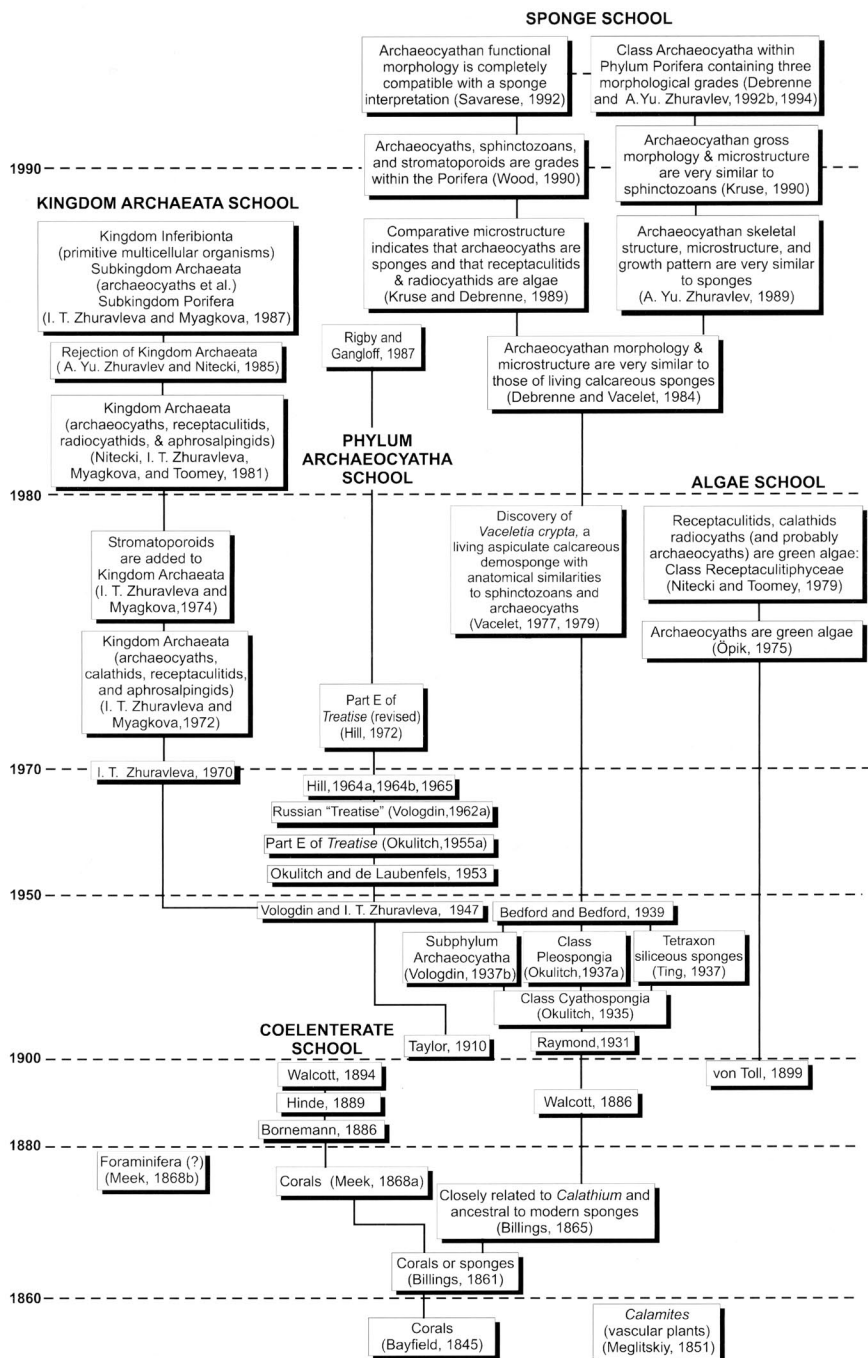 SPONGE SCHOOL
Archaeocyathan functional
morphology is completely
compatible with a sponge
interpretation (Savarese, 1992)
Class Archaeocyatha within
Phylum Porifera containing three
morphological grades (Debrenne
and A.Yu. Zhuravlev, 1992b, 1994)
Archaeocyaths, sphinctozoans,
and stromatoporoids are grades
within the Porifera (Wood, 1990)
Archaeocyathan gross
morphology & microstructure
are very similar to
sphinctozoans (Kruse, 1990)
1990
KINGDOM ARCHAEATA SCHOOL
Kingdom Inferibionta
(primitive multicellular organisms)
Subkingdom Archaeata
(archaeocyaths et al.)
Subkingdom Porifera
(I. T. Zhuravleva and Myagkova, 1987)
Comparative microstructure
indicates that archaeocyaths are
sponges and that receptaculitids
& radiocyathids are algae
(Kruse and Debrenne, 1989)
Archaeocyathan skeletal
structure, microstructure, and
growth pattern are very similar
to sponges
(A. Yu. Zhuravlev, 1989)
Rejection of Kingdom Archaeata
( A. Yu. Zhuravlev and Nitecki, 1985)
Rigby and
Gangloff, 1987
Archaeocyathan morphology &
microstructure are very similar to
those of living calcareous sponges
(Debrenne and Vacelet, 1984)
Kingdom Archaeata
(archaeocyaths, receptaculitids,
radiocyathids, & aphrosalpingids)
(Nitecki, I. T. Zhuravleva,
Myagkova, and Toomey, 1981)
PHYLUM
ARCHAEOCYATHA
SCHOOL
ALGAE SCHOOL
1980
Stromatoporoids
are added to
Kingdom Archaeata
(I. T. Zhuravleva and
Myagkova,1974)
Discovery of
Vaceletia crypta, a
living aspiculate calcareous
demosponge with
anatomical similarities
to sphinctozoans and
archaeocyaths
(Vacelet, 1977, 1979)
Receptaculitids, calathids
radiocyaths (and probably
archaeocyaths) are green algae:
Class Receptaculitiphyceae
(Nitecki and Toomey, 1979)
Archaeocyaths are green algae
(Öpik, 1975)
Kingdom Archaeata
(archaeocyaths,
calathids, receptaculitids,
and aphrosalpingids)
(I. T. Zhuravleva and
Myagkova,1972)
Part E of
Treatise (revised)
(Hill, 1972)
1970
I. T. Zhuravleva, 1970
Hill,1964a,1964b, 1965
Russian “Treatise” (Vologdin,1962a)
Part E of Treatise (Okulitch,1955a)
Okulitch and de Laubenfels, 1953
1950
Vologdin and I. T. Zhuravleva, 1947
Bedford and Bedford, 1939
Subphylum
Archaeocyatha
(Vologdin,1937b)
Class
Pleospongia
(Okulitch,1937a)
Tetraxon
siliceous sponges
(Ting, 1937)
Class Cyathospongia
(Okulitch, 1935)
COELENTERATE
SCHOOL
Taylor, 1910
Raymond,1931
1900
Walcott, 1894
von Toll, 1899
Hinde, 1889
Walcott, 1886
Bornemann, 1886
1880
Foraminifera (?)
(Meek, 1868b)
Corals (Meek, 1868a)
Closely related to Calathium and
ancestral to modern sponges
(Billings, 1865)
Corals or sponges
(Billings, 1861)
1860
Corals
(Bayfield, 1845)
Calamites
(vascular plants)
(Meglitskiy, 1851)